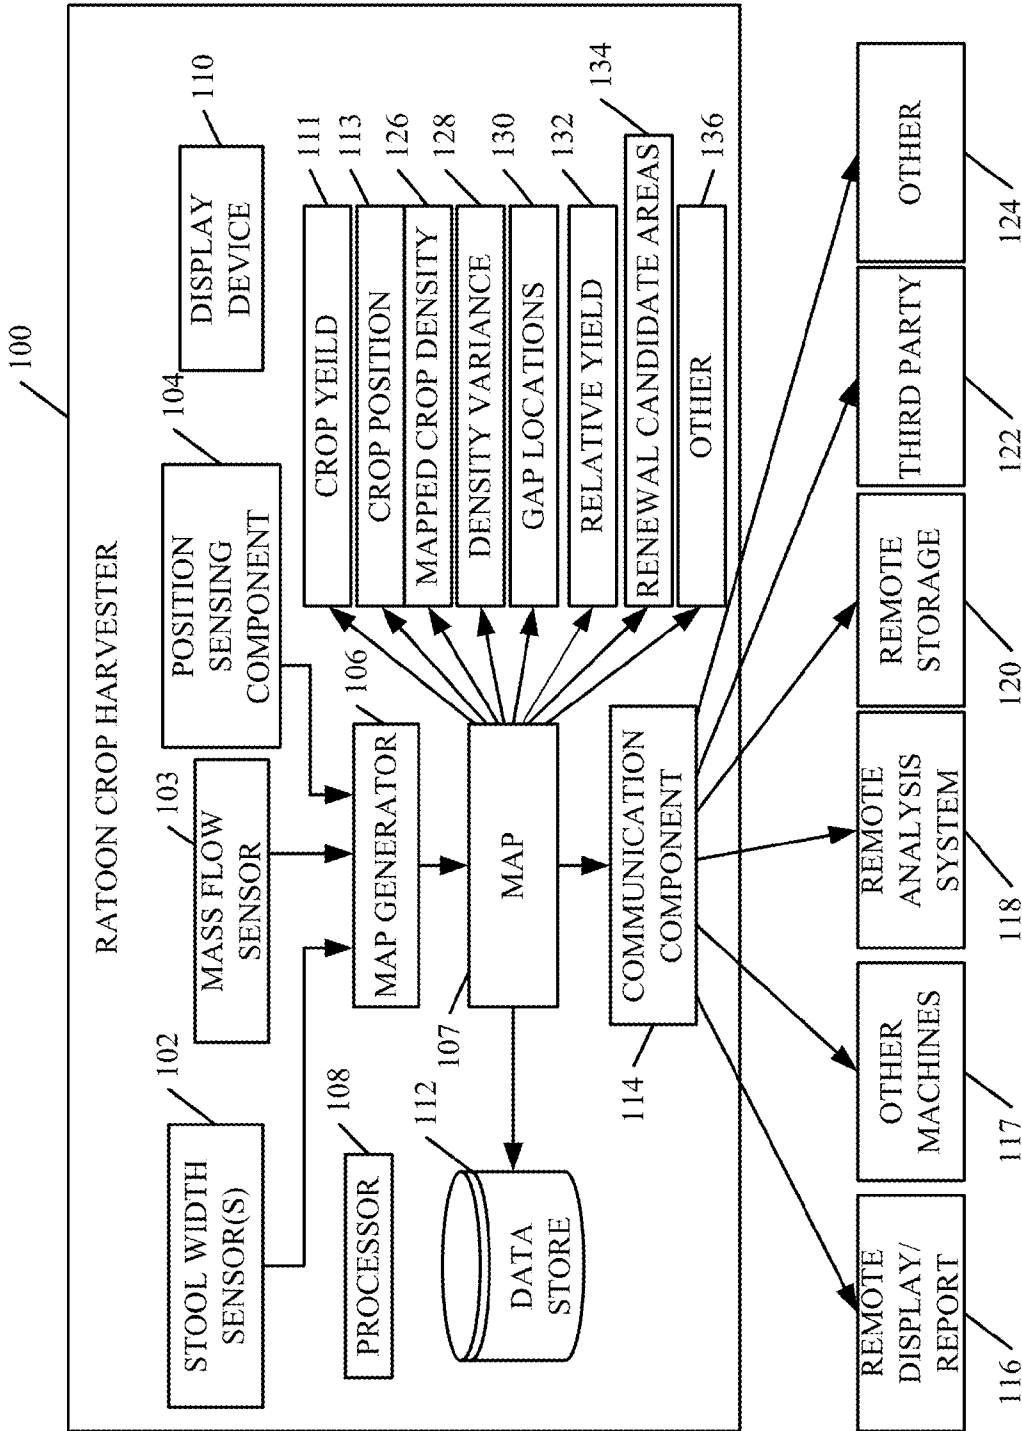 100
RATOON CROP HARVESTER
102
STOOL WIDTH
SENSOR(S)
103
MASS FLOW
SENSOR
104
POSITION
SENSING
COMPONENT
110
DISPLAY
DEVICE
108
PROCESSOR
106
MAP GENERATOR
112
DATA
STORE
107
MAP
CROP YEILD
111
CROP POSITION
113
MAPPED CROP DENSITY
126
DENSITY VARIANCE
128
GAP LOCATIONS
130
RELATIVE YIELD
132
RENEWAL CANDIDATE AREAS
134
OTHER
136
114
COMMUNICATION
COMPONENT
REMOTE
DISPLAY/
REPORT
116
OTHER
MACHINES
117
REMOTE
ANALYSIS
SYSTEM
118
REMOTE
STORAGE
120
THIRD PARTY
122
OTHER
124